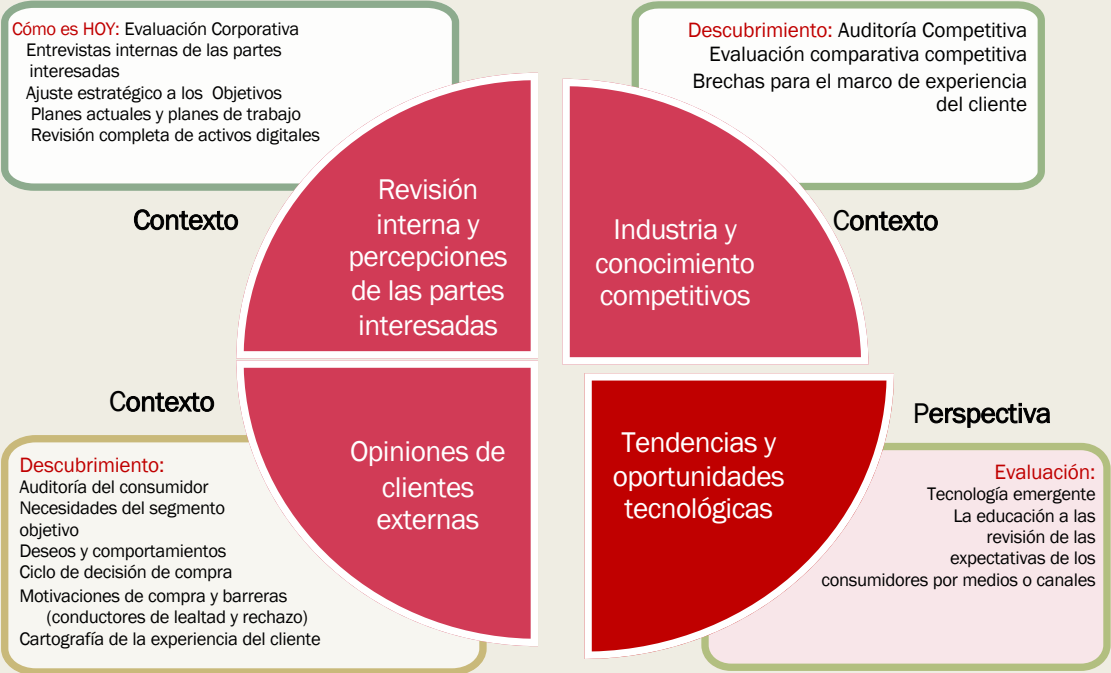 Cómo es HOY: Evaluación Corporativa
Entrevistas internas de las partes
interesadas
Ajuste estratégico a los Objetivos
Planes actuales y planes de trabajo
Revisión completa de activos digitales
Contexto
Revisión
interna y
percepciones
de las partes
interesadas
Descubrimiento: Auditoría Competitiva
Evaluación comparativa competitiva
Brechas para el marco de experiencia
del cliente
Contexto
Industria y
conocimiento
competitivos
Contexto
Descubrimiento:
Auditoría del consumidor
Necesidades del segmento
objetivo
Deseos y comportamientos
Ciclo de decisión de compra
Motivaciones de compra y barreras
(conductores de lealtad y rechazo)
Cartografía de la experiencia del cliente
Opiniones de
clientes
externas
Tendencias y
oportunidades
tecnológicas
Perspectiva
Evaluación:
Tecnología emergente
La educación a las
revisión de las
expectativas de los
consumidores por medios o canales